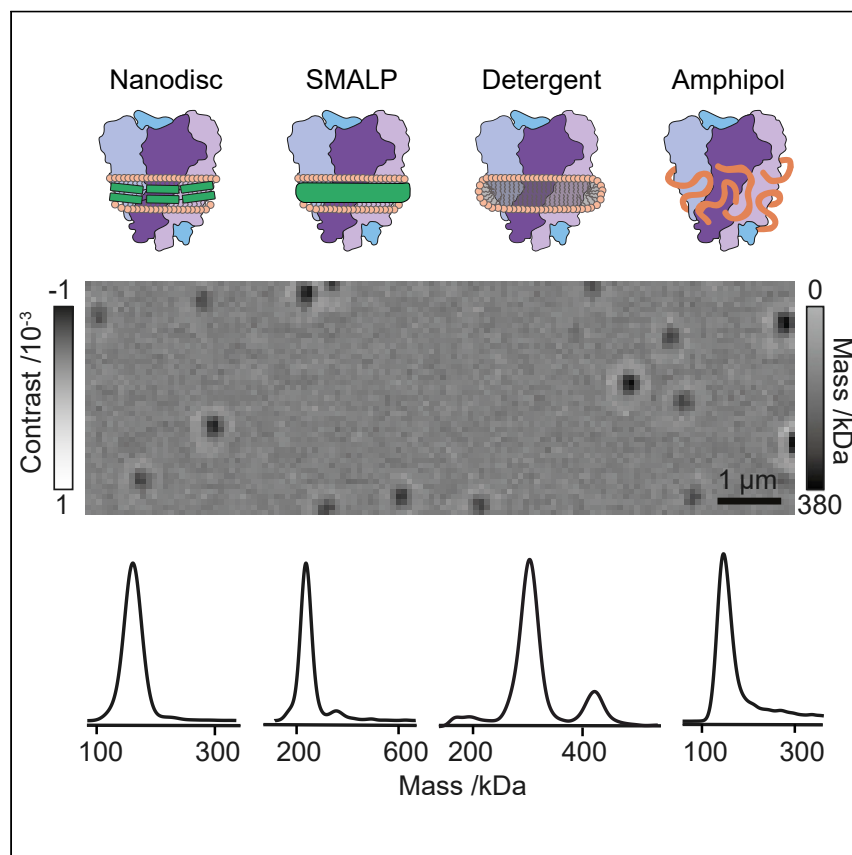 Nanodisc SMALP Detergent Amphipol
-1
Contrast /10⁻³
1
0
Mass /kDa
380
1 µm
100 300 200 600 200 400 100 300
Mass /kDa